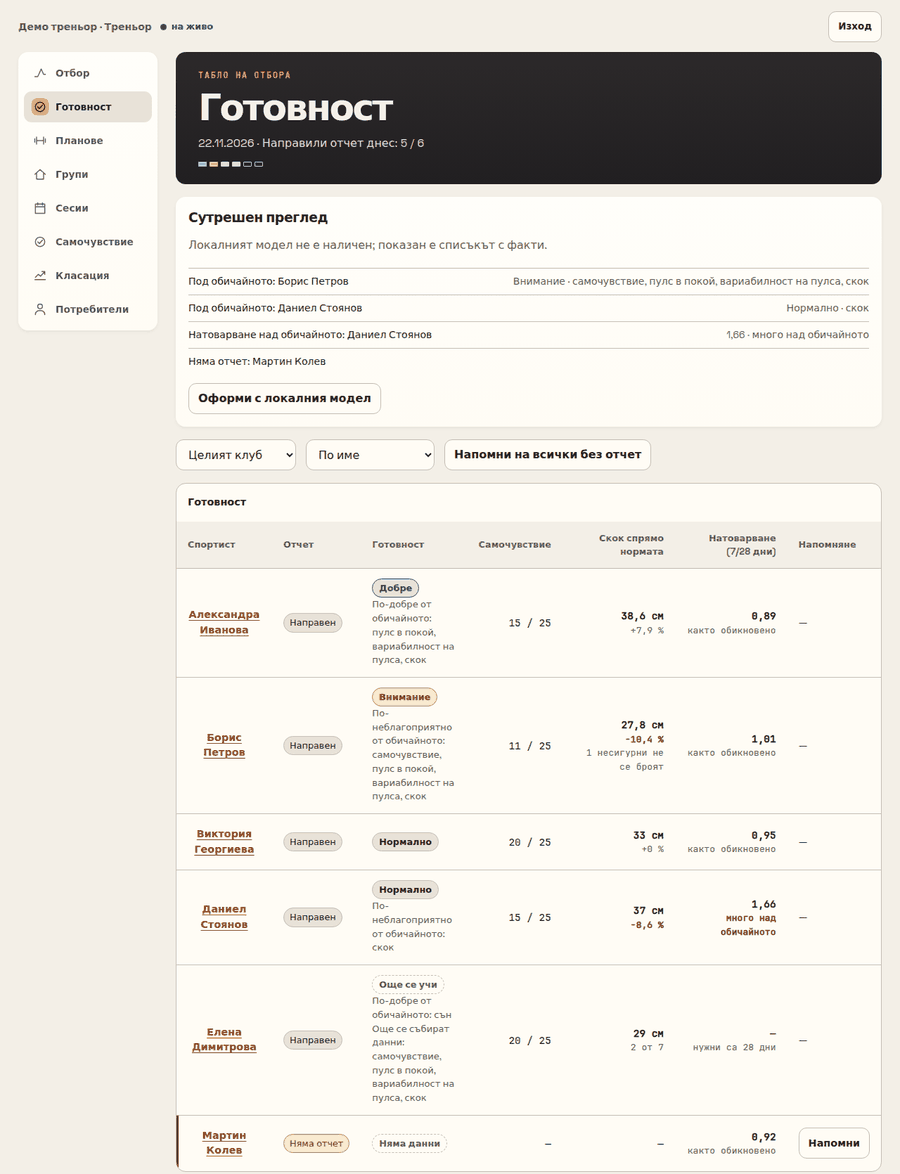 Демо треньор · Треньор
на живо
Изход
Отбор
Готовност
Планове
Групи
Сесии
Самочувствие
Класация
Потребители
ТАБЛО НА ОТБОРА
Готовност
22.11.2026 · Направили отчет днес: 5 / 6
Сутрешен преглед
Локалният модел не е наличен; показан е списъкът с факти.
Под обичайното: Борис Петров
Внимание · самочувствие, пулс в покой, вариабилност на пулса, скок
Под обичайното: Даниел Стоянов
Нормално · скок
Натоварване над обичайното: Даниел Стоянов
1,66 · много над обичайното
Няма отчет: Мартин Колев
Оформи с локалния модел
Целият клуб
По име
Напомни на всички без отчет
Готовност
Спортист
Отчет
Готовност
Самочувствие
Скок спрямо
нормата
Натоварване
(7/28 дни)
Напомняне
Александра
Иванова
Направен
Добре
По-добре от
обичайното:
пулс в покой,
вариабилност на
пулса, скок
15 / 25
38,6 см
+7,9 %
0,89
както обикновено
—
Борис
Петров
Направен
Внимание
По-
неблагоприятно
от обичайното:
самочувствие,
пулс в покой,
вариабилност на
пулса, скок
11 / 25
27,8 см
-10,4 %
1 несигурни не
се броят
1,01
както обикновено
—
Виктория
Георгиева
Направен
Нормално
20 / 25
33 см
+0 %
0,95
както обикновено
—
Даниел
Стоянов
Направен
Нормално
По-
неблагоприятно
от обичайното:
скок
15 / 25
37 см
-8,6 %
1,66
много над
обичайното
—
Елена
Димитрова
Направен
Още се учи
По-добре от
обичайното: сън
Още се събират
данни:
самочувствие,
пулс в покой,
вариабилност на
пулса, скок
20 / 25
29 см
2 от 7
—
нужни са 28 дни
—
Мартин
Колев
Няма отчет
Няма данни
—
—
0,92
както обикновено
Напомни